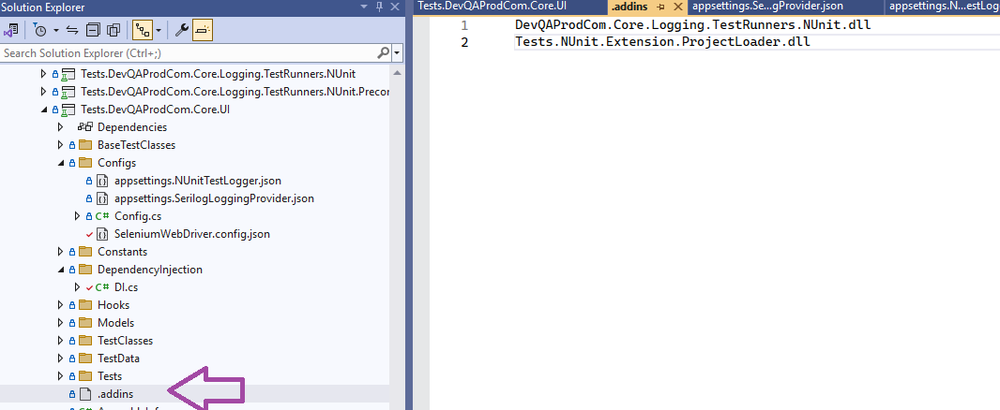 Solution Explorer
Search Solution Explorer (Ctrl+;)
Tests.DevQAProdCom.Core.Logging.TestRunners.NUnit
Tests.DevQAProdCom.Core.Logging.TestRunners.NUnit.Precor
Tests.DevQAProdCom.Core.UI
Dependencies
BaseTestClasses
Configs
appsettings.NUnitTestLogger.json
appsettings.SerilogLoggingProvider.json
C# Config.cs
SeleniumWebDriver.config.json
Constants
DependencyInjection
C# DI.cs
Hooks
Models
TestClasses
TestData
Tests
.addins
Tests.DevQAProdCom.Core.UI .addins appsettings.Se...gProvider.json appsettings.N...estLog
1 DevQAProdCom.Core.Logging.TestRunners.NUnit.dll
2 Tests.NUnit.Extension.ProjectLoader.dll